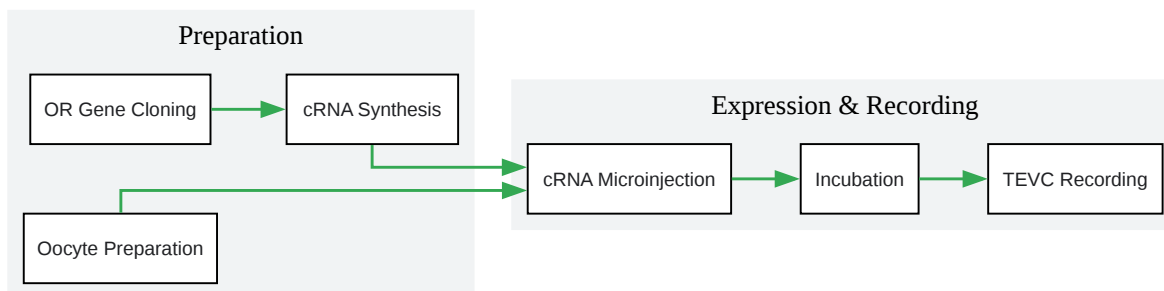 Preparation
OR Gene Cloning
cRNA Synthesis
Oocyte Preparation
Expression & Recording
cRNA Microinjection
Incubation
TEVC Recording